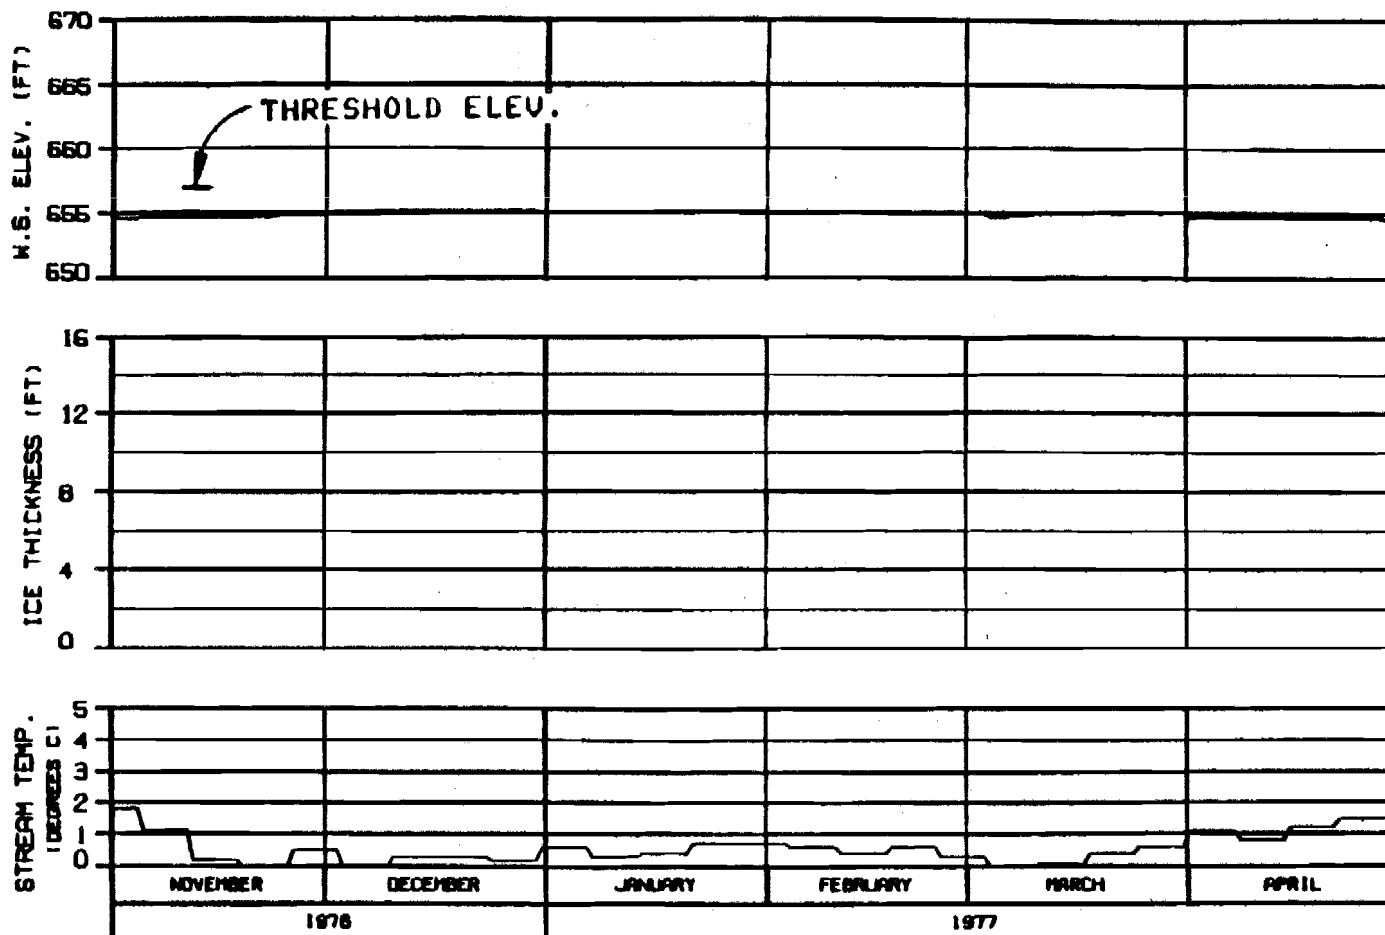 W.S. ELEV. (FT)
670
665
660
655
650
THRESHOLD ELEV.
ICE THICKNESS (FT)
16
12
8
4
0
STREAM TEMP.
(DEGREES C)
5
4
3
2
1
0
NOVEMBER DECEMBER JANUARY FEBRUARY MARCH APRIL
1976 1977